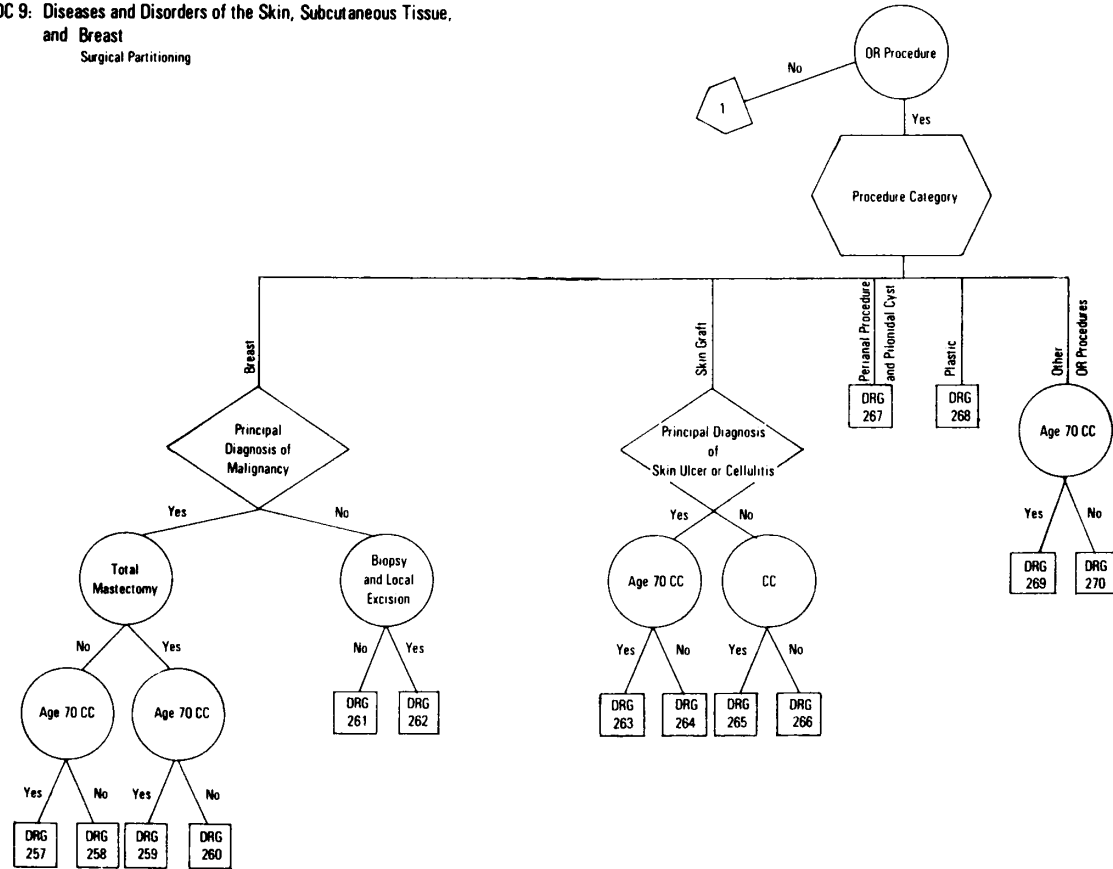 DC 9: Diseases and Disorders of the Skin, Subcutaneous Tissue,
and Breast
Surgical Partitioning
OR Procedure
No
1
Yes
Procedure Category
Breast
Skin Graft
Perianal Procedure
and Pilonidal Cyst
Plastic
Other
OR Procedures
DRG
267
DRG
268
Principal
Diagnosis of
Malignancy
Principal Diagnosis
of
Skin Ulcer or Cellulitis
Age 70 CC
Yes
No
Yes
No
Yes
No
Total
Mastectomy
Biopsy
and Local
Excision
Age 70 CC
CC
DRG
269
DRG
270
No
Yes
No
Yes
Yes
No
Yes
No
Age 70 CC
Age 70 CC
DRG
261
DRG
262
DRG
263
DRG
264
DRG
265
DRG
266
Yes
No
Yes
No
DRG
257
DRG
258
DRG
259
DRG
260